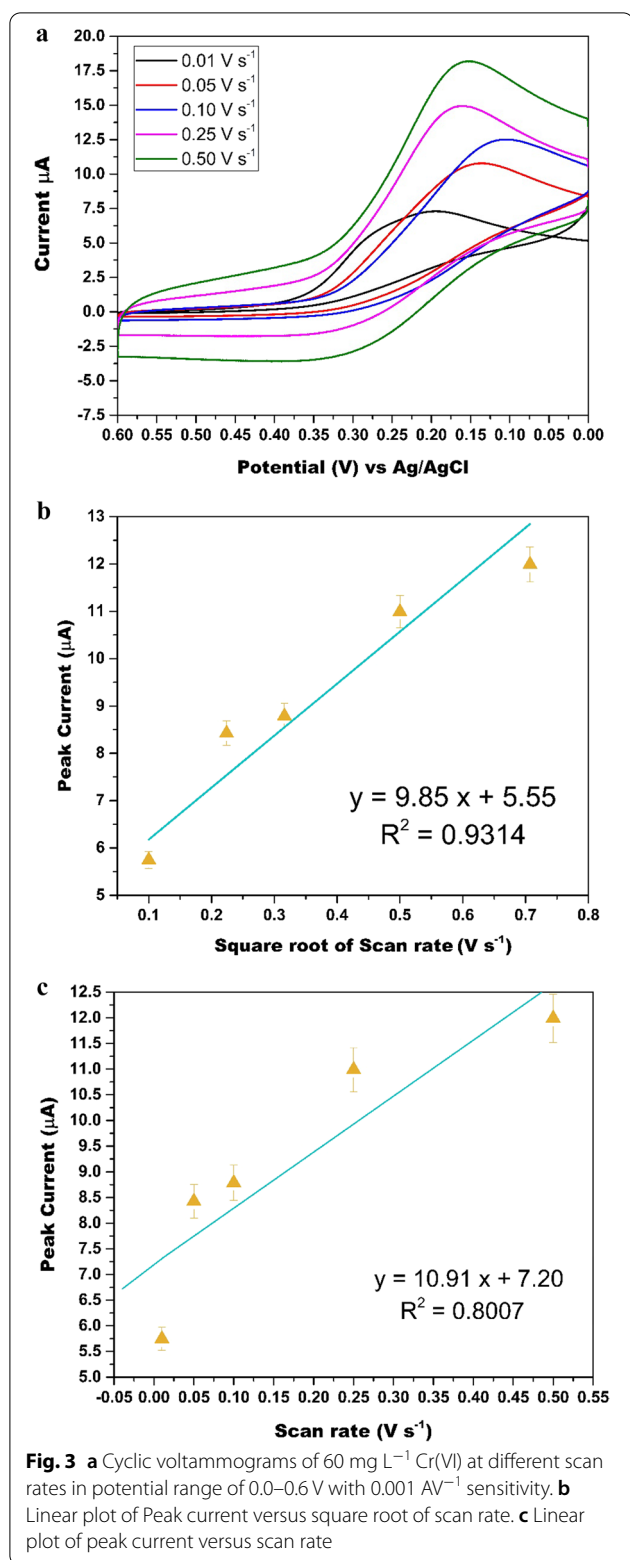 a
20.0
17.5
15.0
12.5
10.0
7.5
5.0
2.5
0.0
-2.5
-5.0
-7.5
Current µA
0.01 V s⁻¹
0.05 V s⁻¹
0.10 V s⁻¹
0.25 V s⁻¹
0.50 V s⁻¹
0.60 0.55 0.50 0.45 0.40 0.35 0.30 0.25 0.20 0.15 0.10 0.05 0.00
Potential (V) vs Ag/AgCl
b
13
12
11
10
9
8
7
6
5
Peak Current (µA)
y = 9.85 x + 5.55
R² = 0.9314
0.1 0.2 0.3 0.4 0.5 0.6 0.7 0.8
Square root of Scan rate (V s⁻¹)
c
12.5
12.0
11.5
11.0
10.5
10.0
9.5
9.0
8.5
8.0
7.5
7.0
6.5
6.0
5.5
5.0
Peak Current (µA)
y = 10.91 x + 7.20
R² = 0.8007
-0.05 0.00 0.05 0.10 0.15 0.20 0.25 0.30 0.35 0.40 0.45 0.50 0.55
Scan rate (V s⁻¹)
Fig. 3 a Cyclic voltammograms of 60 mg L⁻¹ Cr(VI) at different scan
rates in potential range of 0.0–0.6 V with 0.001 AV⁻¹ sensitivity. b
Linear plot of Peak current versus square root of scan rate. c Linear
plot of peak current versus scan rate